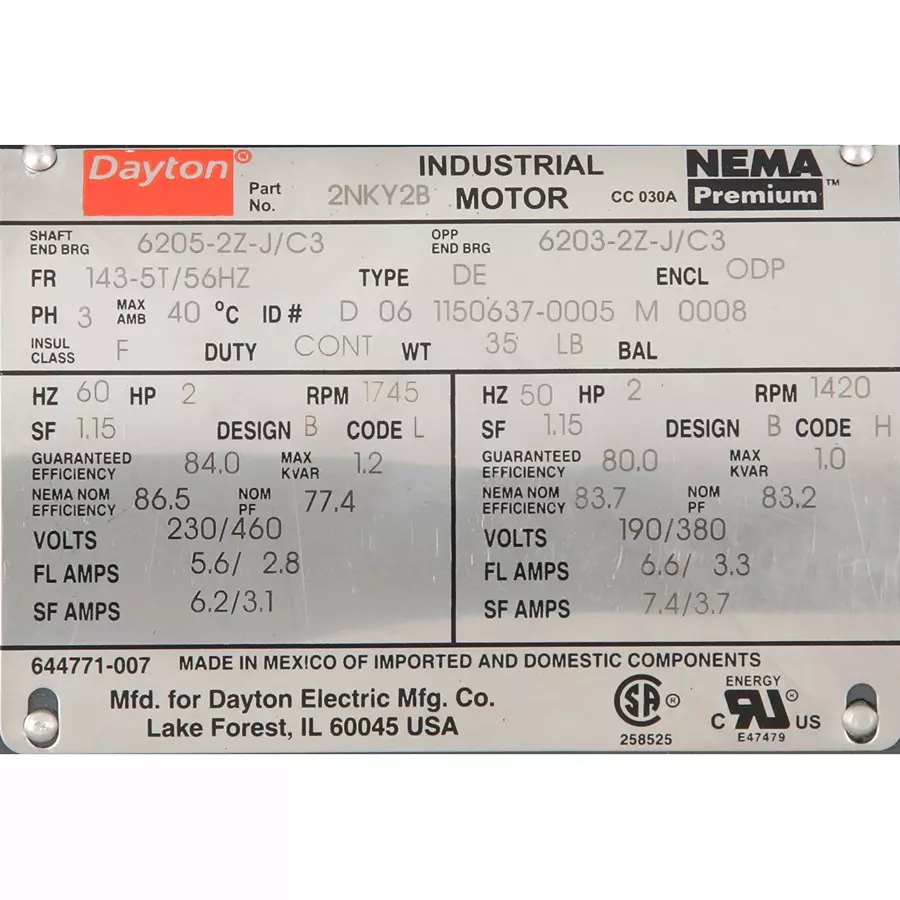 Dayton® Part No. 2NKY2B INDUSTRIAL MOTOR CC 030A NEMA Premium™
SHAFT END BRG 6205-2Z-J/C3 OPP END BRG 6203-2Z-J/C3
FR 143-5T/56HZ TYPE DE ENCL ODP
PH 3 MAX AMB 40 °C ID # D 06 1150637-0005 M 0008
INSUL CLASS F DUTY CONT WT 35 LB BAL
HZ 60 HP 2 RPM 1745
SF 1.15 DESIGN B CODE L
GUARANTEED EFFICIENCY 84.0 MAX KVAR 1.2
NEMA NOM EFFICIENCY 86.5 NOM PF 77.4
VOLTS 230/460
FL AMPS 5.6/ 2.8
SF AMPS 6.2/3.1
HZ 50 HP 2 RPM 1420
SF 1.15 DESIGN B CODE H
GUARANTEED EFFICIENCY 80.0 MAX KVAR 1.0
NEMA NOM EFFICIENCY 83.7 NOM PF 83.2
VOLTS 190/380
FL AMPS 6.6/ 3.3
SF AMPS 7.4/3.7
644771-007 MADE IN MEXICO OF IMPORTED AND DOMESTIC COMPONENTS
Mfd. for Dayton Electric Mfg. Co.
Lake Forest, IL 60045 USA
SA ®
258525
ENERGY
C RU ® US
E47479